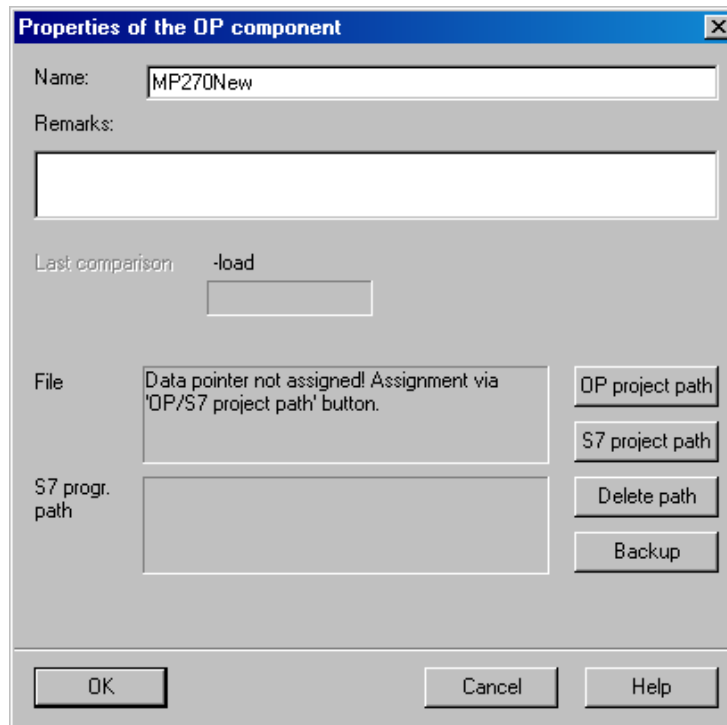 Properties of the OP component
Name:
MP270New
Remarks:
Last comparison
-load
File
Data pointer not assigned! Assignment via
'OP/S7 project path' button.
OP project path
S7 project path
S7 progr.
path
Delete path
Backup
OK
Cancel
Help